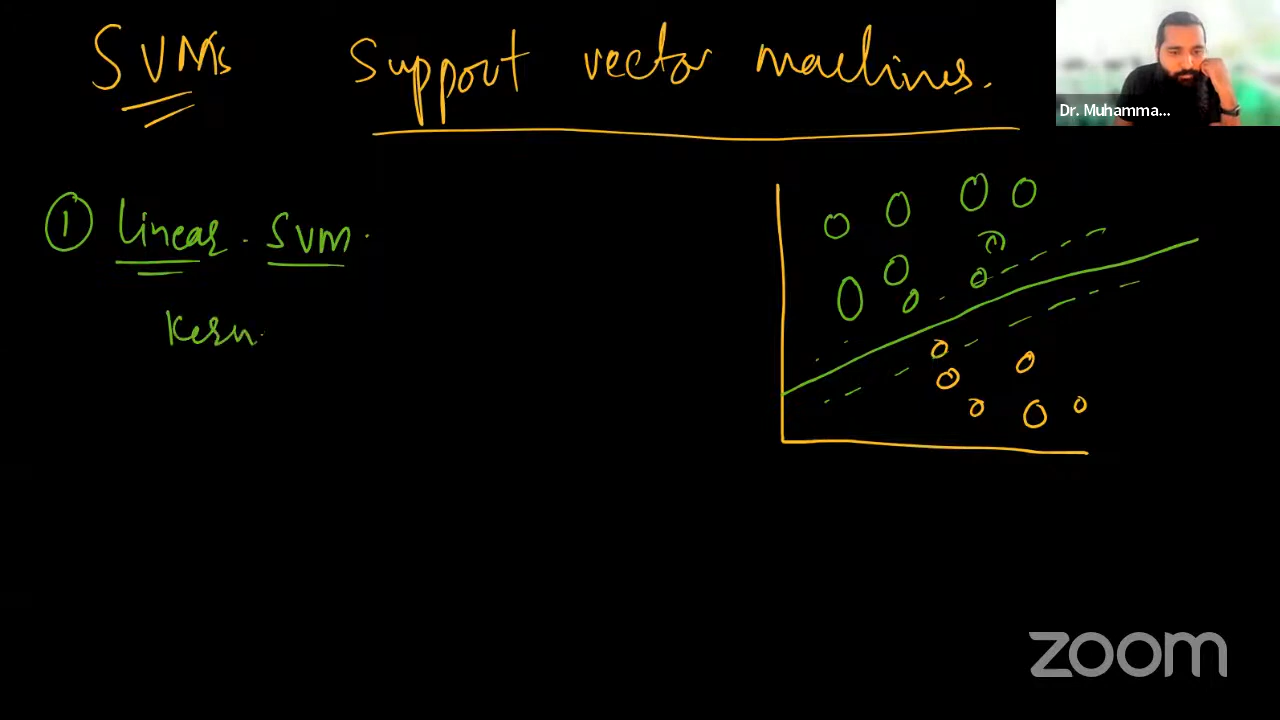 SVMs Support vector machines.
Dr. Muhamma...
① Linear. SVM.
Kern.
zoom